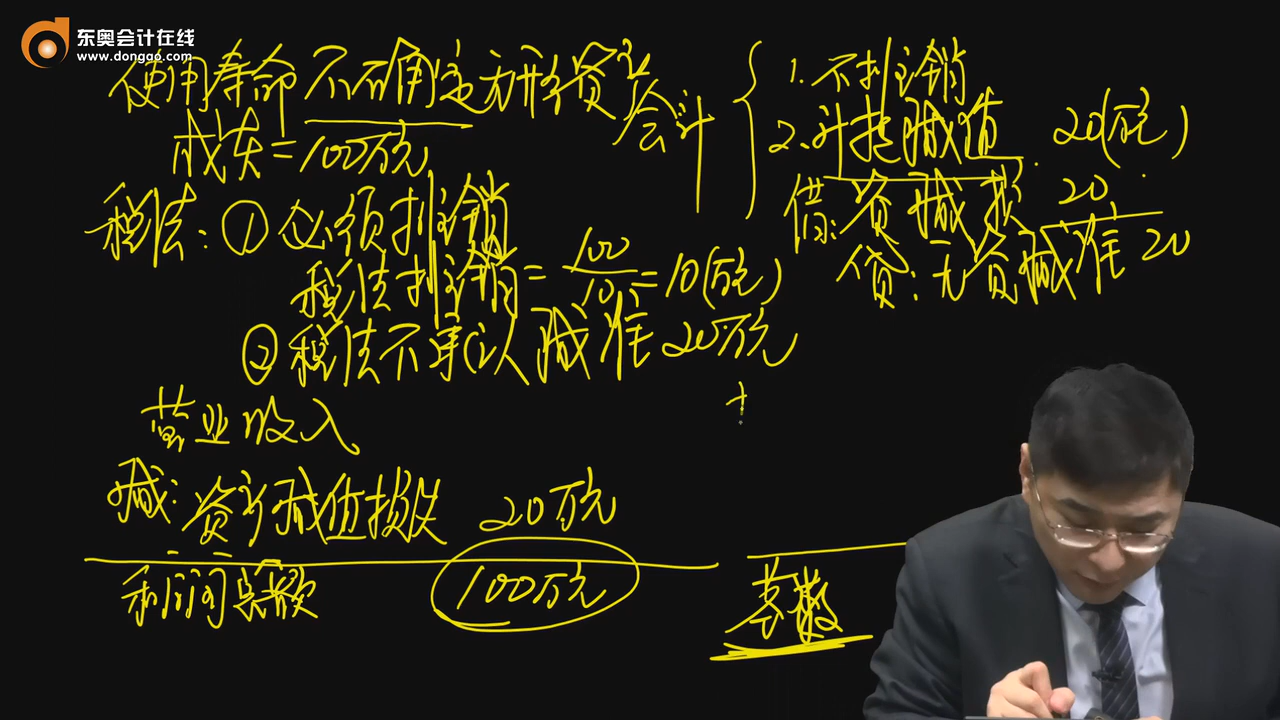 东奥会计在线
www.dongao.com
使用寿命不确定无形资产
成本=100万元
会计
1.不摊销
2.计提减值 20(万元)
借:资减损 20
贷:无资减准 20
税法:①必须摊销
税法摊销=100/10=10(万元)
②税法不承认减准20万元
+
营业收入
减:资产减值损失 20万元
利润总额 100万元
基数